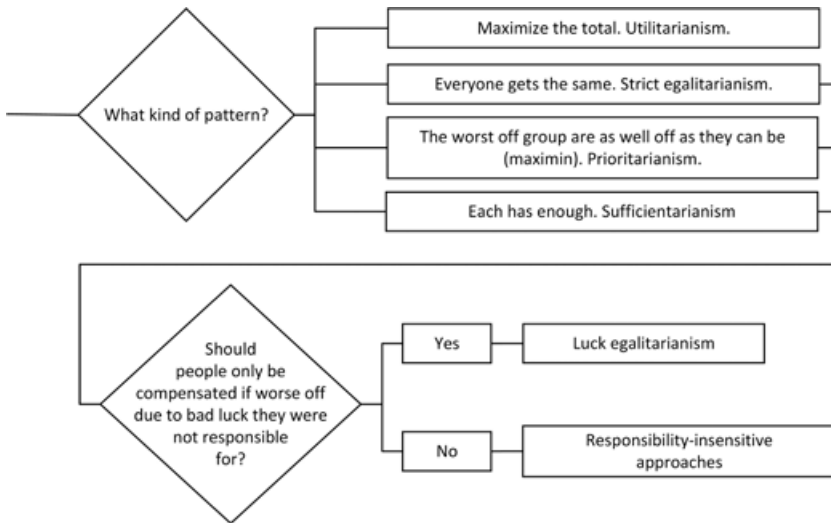 What kind of pattern?
Maximize the total. Utilitarianism.
Everyone gets the same. Strict egalitarianism.
The worst off group are as well off as they can be
(maximin). Prioritarianism.
Each has enough. Sufficientarianism
Should
people only be
compensated if worse off
due to bad luck they were
not responsible
for?
Yes
Luck egalitarianism
No
Responsibility-insensitive
approaches